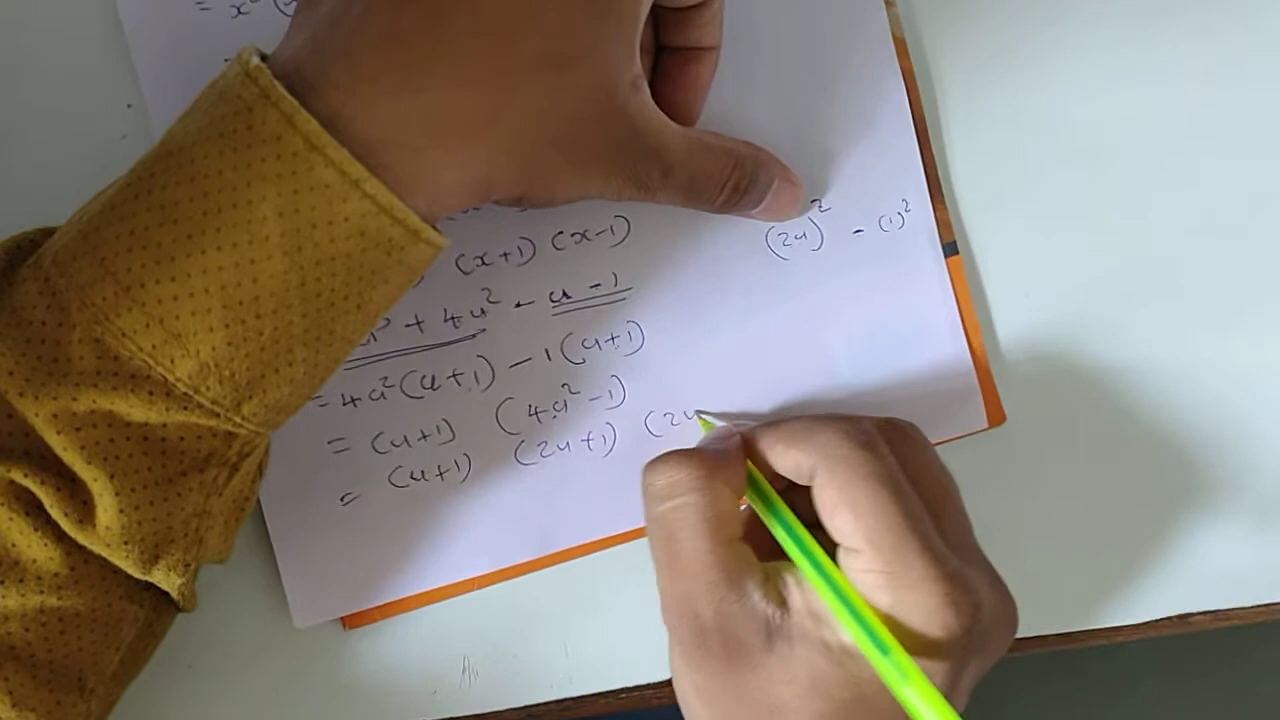 (x+1) (x-1)
(2u)² - (1)²
+ 4u² - u - 1
= 4u²(u+1) - 1(u+1)
= (u+1) (4u² - 1)
= (u+1) (2u+1) (2u